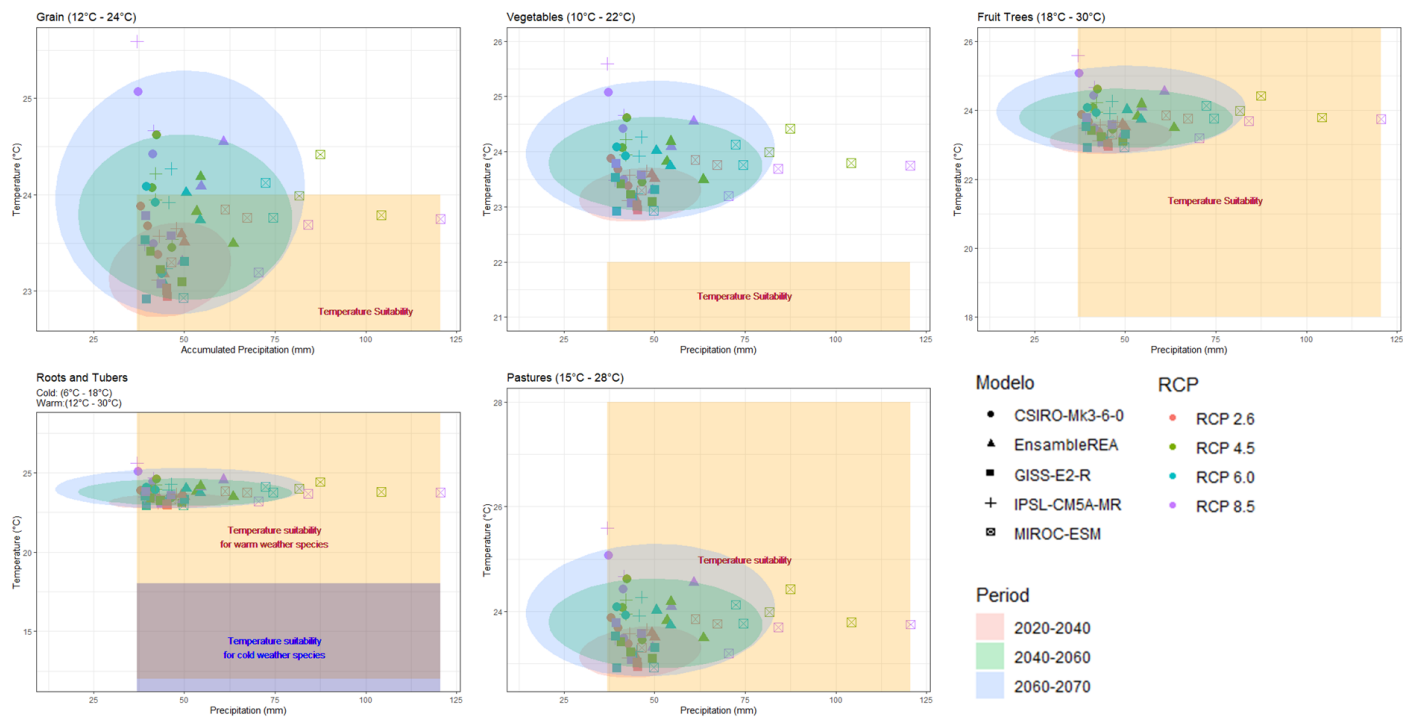 Grain (12°C - 24°C)
Temperature (°C)
25
24
23
25
50
75
100
125
Accumulated Precipitation (mm)
Temperature Suitability
Vegetables (10°C - 22°C)
Temperature (°C)
26
25
24
23
22
21
25
50
75
100
125
Precipitation (mm)
Temperature Suitability
Fruit Trees (18°C - 30°C)
Temperature (°C)
26
24
22
20
18
25
50
75
100
125
Precipitation (mm)
Temperature Suitability
Roots and Tubers
Cold: (6°C - 18°C)
Warm:(12°C - 30°C)
Temperature (°C)
25
20
15
25
50
75
100
125
Precipitation (mm)
Temperature suitability
for warm weather species
Temperature suitability
for cold weather species
Pastures (15°C - 28°C)
Temperature (°C)
28
26
24
25
50
75
100
125
Precipitation (mm)
Temperature suitability
Modelo
CSIRO-Mk3-6-0
EnsambleREA
GISS-E2-R
IPSL-CM5A-MR
MIROC-ESM
RCP
RCP 2.6
RCP 4.5
RCP 6.0
RCP 8.5
Period
2020-2040
2040-2060
2060-2070